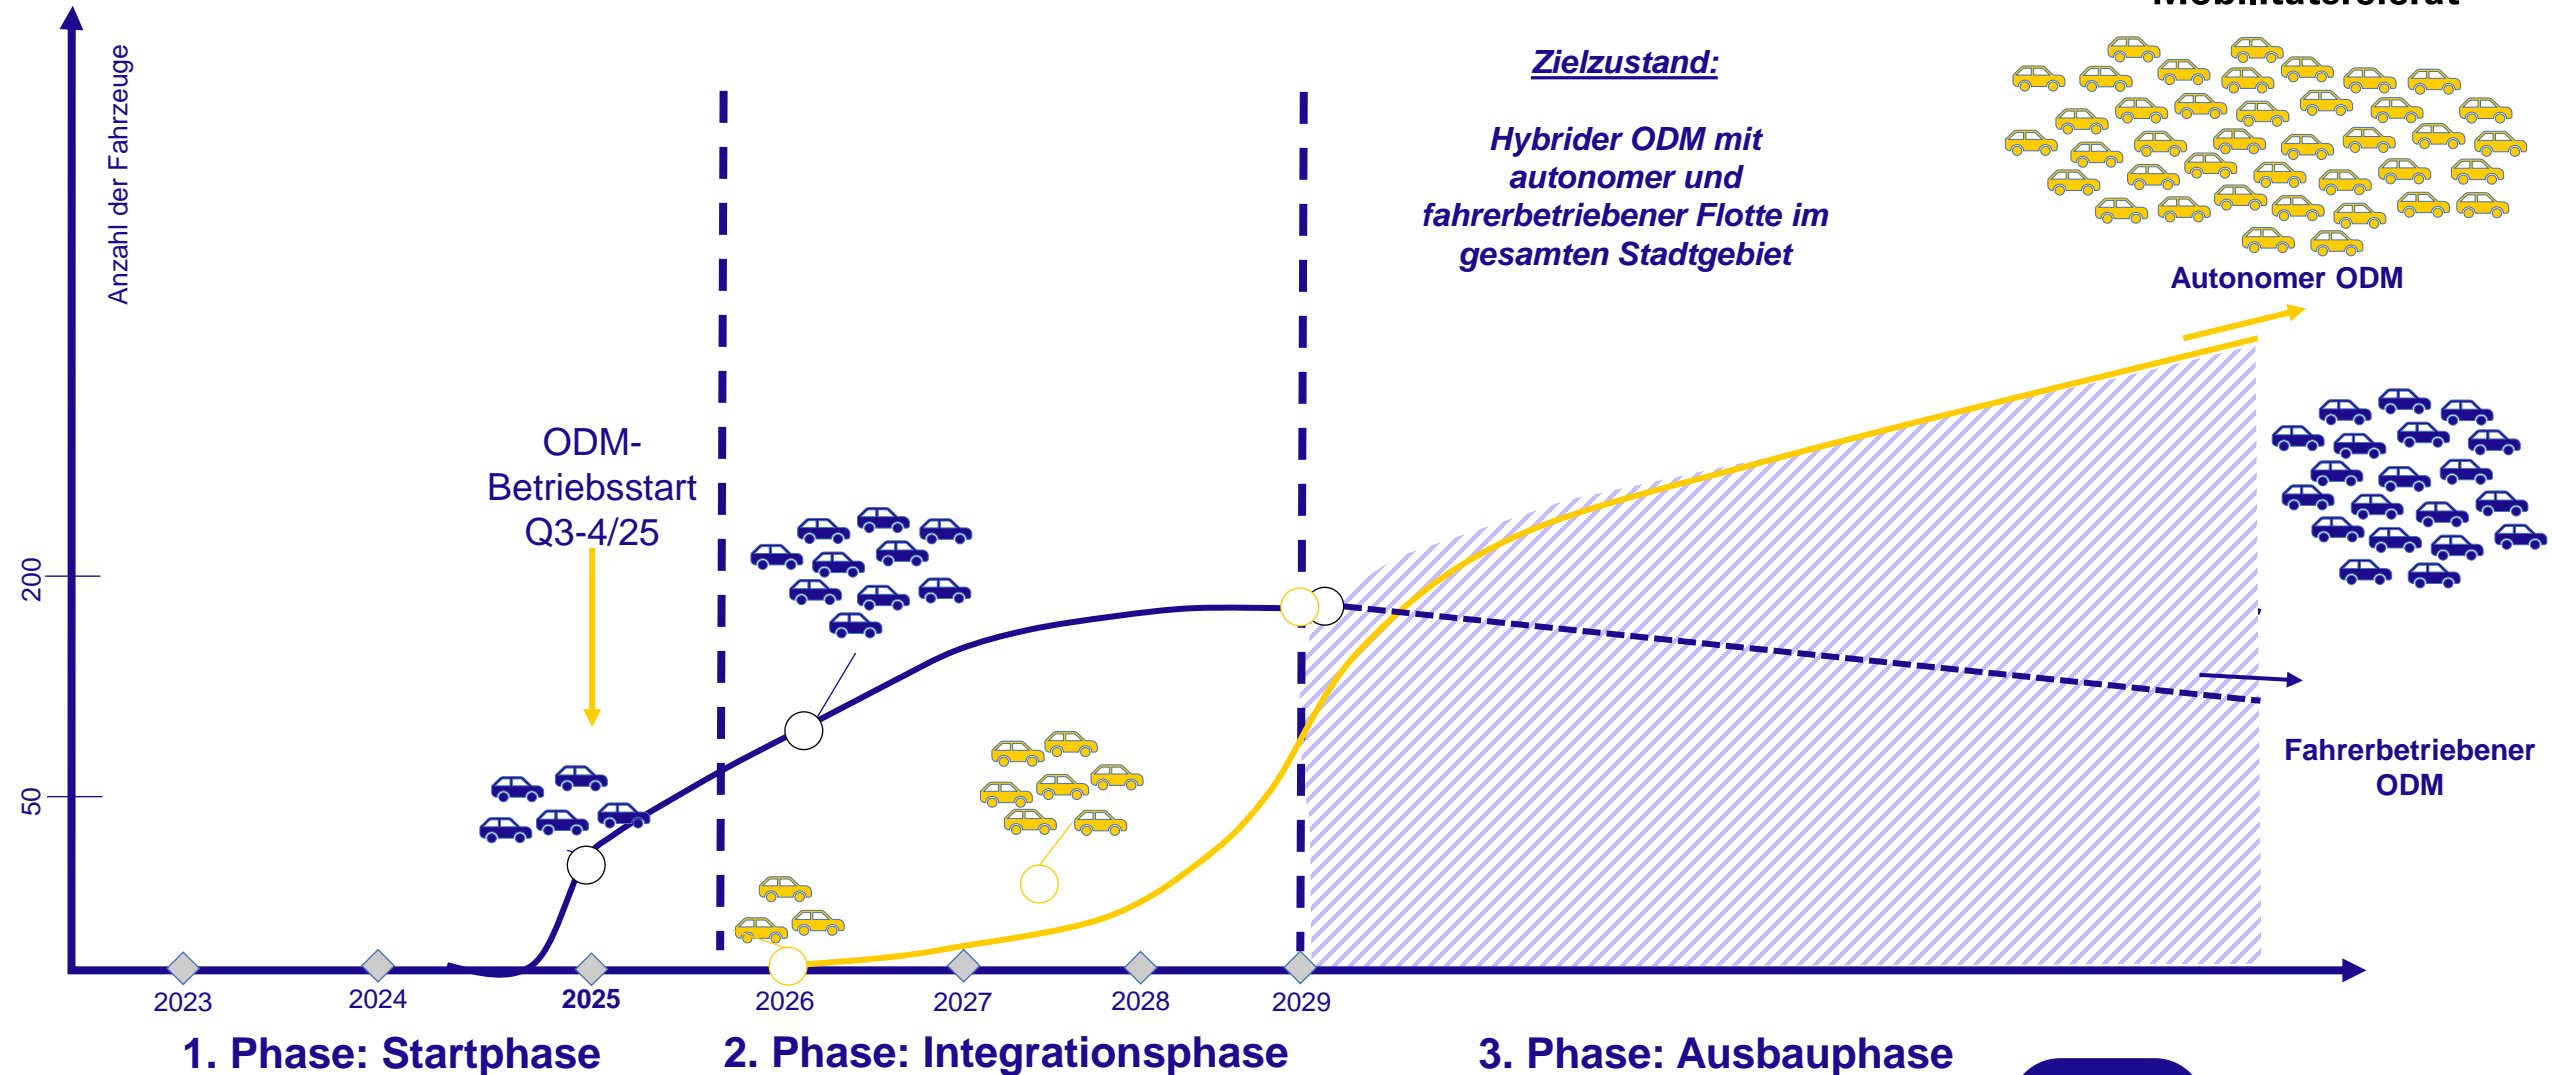 Mobilitätsreferat
Anzahl der Fahrzeuge
Zielzustand:
Hybrider ODM mit
autonomer und
fahrerbetriebener Flotte im
gesamten Stadtgebiet
Autonomer ODM
ODM-
Betriebsstart
Q3-4/25
200
50
Fahrerbetriebener
ODM
2023
2024
2025
2026
2027
2028
2029
1. Phase: Startphase
2. Phase: Integrationsphase
3. Phase: Ausbauphase